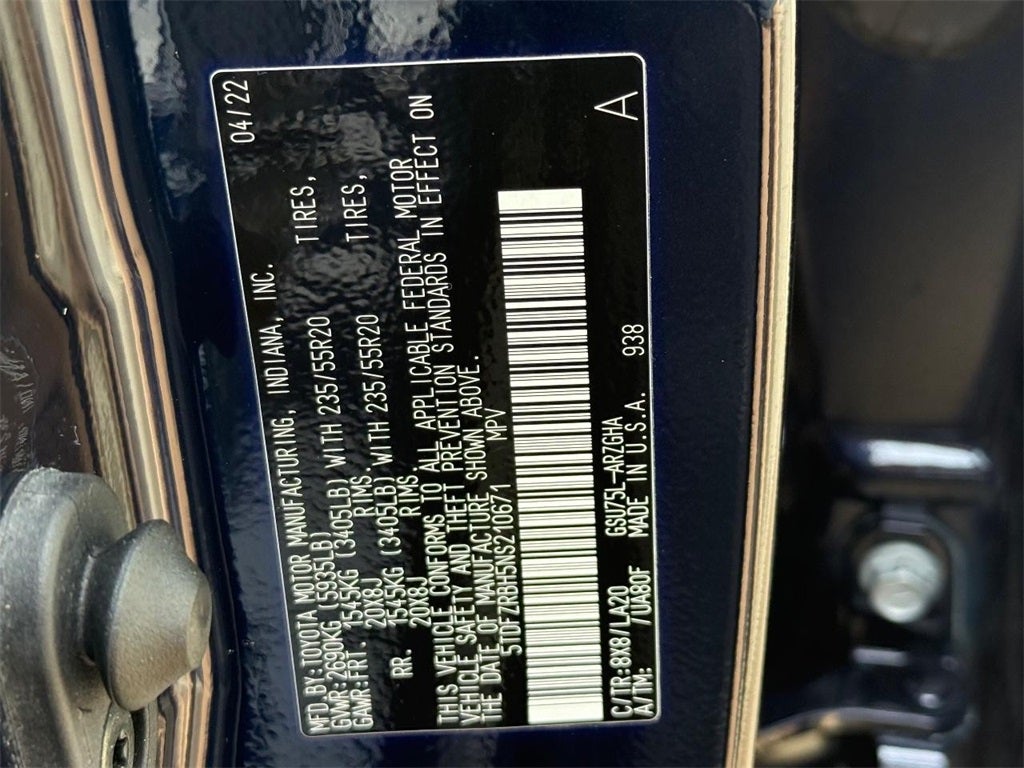 MFD.BY:TOYOTA MOTOR MANUFACTURING, INDIANA, INC. 04/22
GVWR:2690KG (5935LB)
GAWR:FRT. 1545KG (3405LB) WITH 235/55R20 TIRES,
20X8J RIMS
RR. 1545KG (3405LB) WITH 235/55R20 TIRES,
20X8J RIMS
THIS VEHICLE CONFORMS TO ALL APPLICABLE FEDERAL MOTOR
VEHICLE SAFETY AND THEFT PREVENTION STANDARDS IN EFFECT ON
THE DATE OF MANUFACTURE SHOWN ABOVE.
5TDFZRBH5NS210671 MPV
C/TR:8X8/LA20 GSU75L-ARZGHA
A/TM: /UA80F MADE IN U.S.A. 938 A